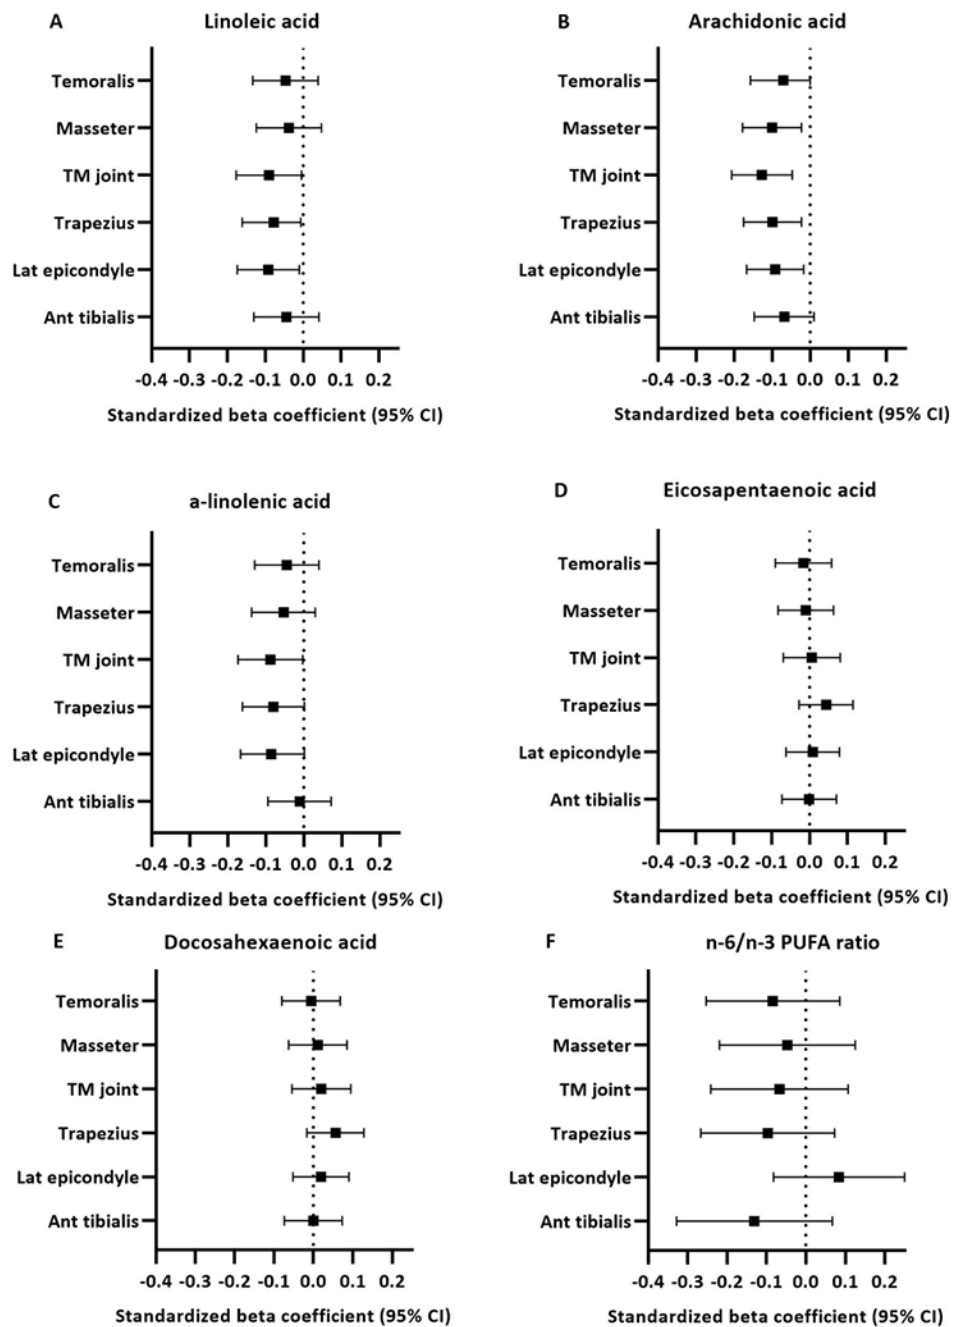 A Linoleic acid
Temoralis
Masseter
TM joint
Trapezius
Lat epicondyle
Ant tibialis
-0.4 -0.3 -0.2 -0.1 0.0 0.1 0.2
Standardized beta coefficient (95% CI)
B Arachidonic acid
Temoralis
Masseter
TM joint
Trapezius
Lat epicondyle
Ant tibialis
-0.4 -0.3 -0.2 -0.1 0.0 0.1 0.2
Standardized beta coefficient (95% CI)
C a-linolenic acid
Temoralis
Masseter
TM joint
Trapezius
Lat epicondyle
Ant tibialis
-0.4 -0.3 -0.2 -0.1 0.0 0.1 0.2
Standardized beta coefficient (95% CI)
D Eicosapentaenoic acid
Temoralis
Masseter
TM joint
Trapezius
Lat epicondyle
Ant tibialis
-0.4 -0.3 -0.2 -0.1 0.0 0.1 0.2
Standardized beta coefficient (95% CI)
E Docosahexaenoic acid
Temoralis
Masseter
TM joint
Trapezius
Lat epicondyle
Ant tibialis
-0.4 -0.3 -0.2 -0.1 0.0 0.1 0.2
Standardized beta coefficient (95% CI)
F n-6/n-3 PUFA ratio
Temoralis
Masseter
TM joint
Trapezius
Lat epicondyle
Ant tibialis
-0.4 -0.3 -0.2 -0.1 0.0 0.1 0.2
Standardized beta coefficient (95% CI)